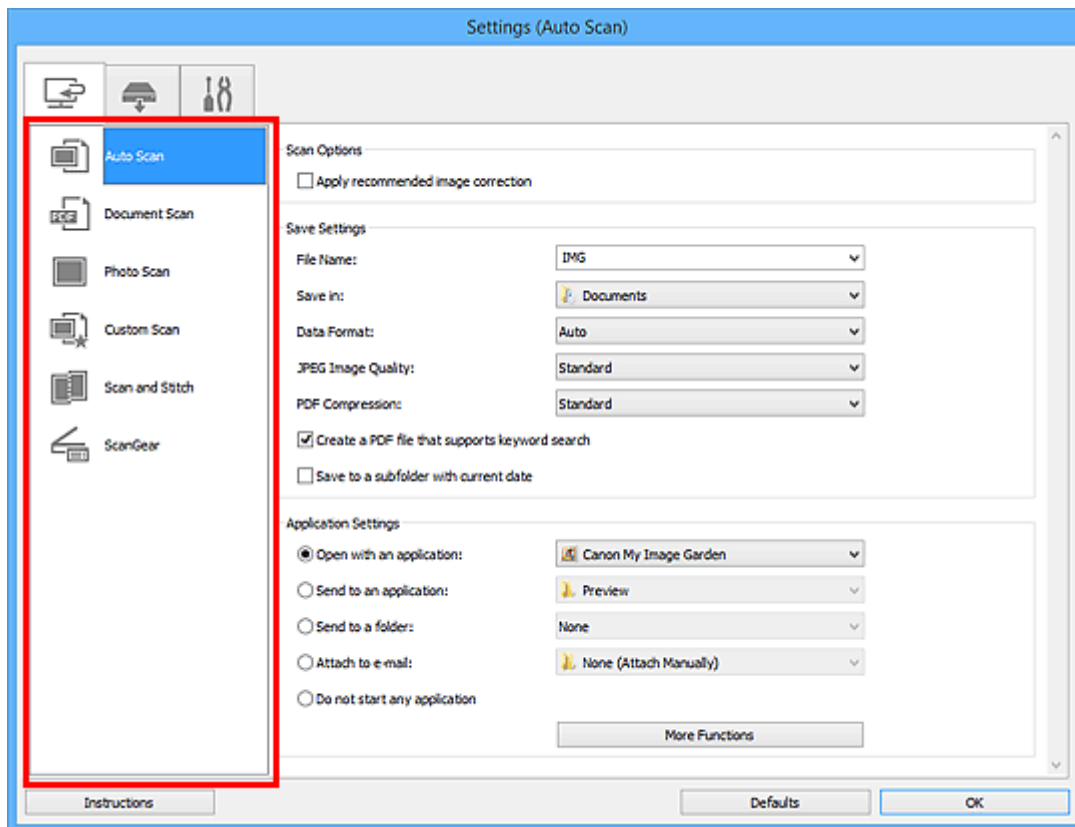 Settings (Auto Scan)
Auto Scan
PDF
Document Scan
Photo Scan
Custom Scan
Scan and Stitch
ScanGear
Scan Options
Apply recommended image correction
Save Settings
File Name: IMG
Save in: Documents
Data Format: Auto
JPEG Image Quality: Standard
PDF Compression: Standard
Create a PDF file that supports keyword search
Save to a subfolder with current date
Application Settings
Open with an application: Canon My Image Garden
Send to an application: Preview
Send to a folder: None
Attach to e-mail: None (Attach Manually)
Do not start any application
More Functions
Instructions Defaults OK